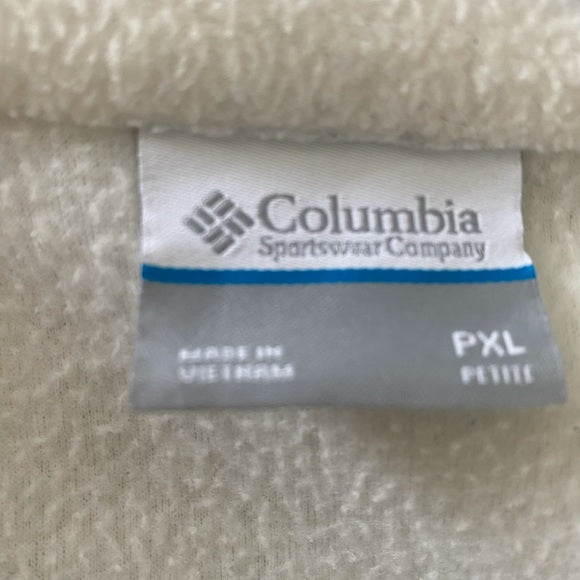 Columbia
Sportswear Company
MADE IN
VIETNAM
PXL
PETITE